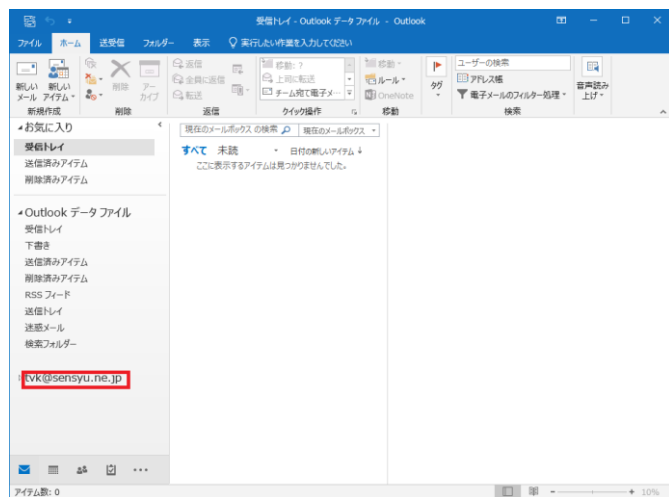 受信トレイ - Outlook データ ファイル - Outlook
ファイル ホーム 送受信 フォルダー 表示 実行したい作業を入力してください
新しい メール
新しい アイテム
削除
アーカイブ
返信
全員に返信
転送
移動: ?
上司に転送
チーム宛て電子メ…
移動
ルール
OneNote
タグ
ユーザーの検索
アドレス帳
電子メールのフィルター処理
音声読み上げ
新規作成 削除 返信 クイック操作 移動 検索
お気に入り
受信トレイ
送信済みアイテム
削除済みアイテム
Outlook データ ファイル
受信トレイ
下書き
送信済みアイテム
削除済みアイテム
RSS フィード
送信トレイ
迷惑メール
検索フォルダー
tvk@sensyu.ne.jp
現在のメールボックス の検索 現在のメールボックス
すべて 未読 日付の新しいアイテム ↓
ここに表示するアイテムは見つかりませんでした。
アイテム数: 0
10%